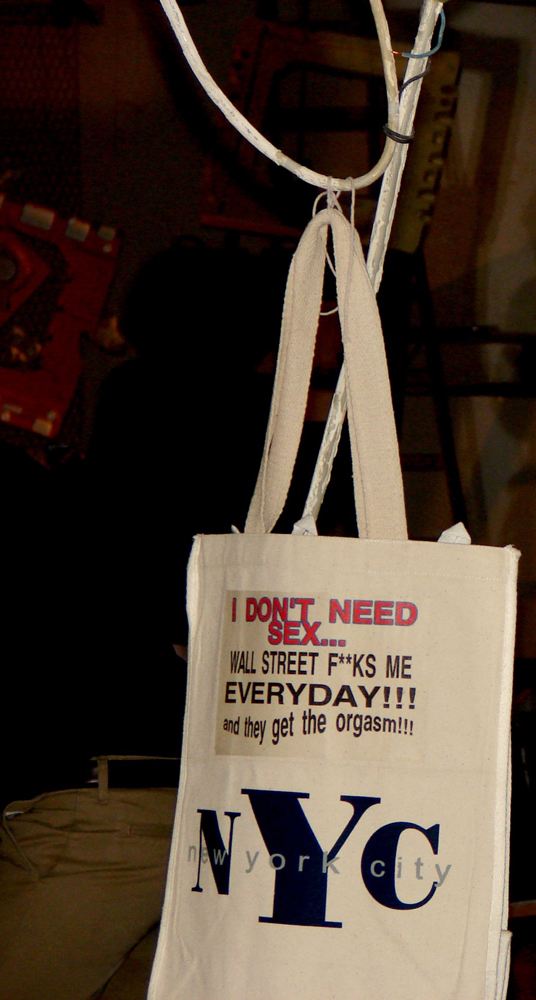 I DON'T NEED
SEX...
WALL STREET F**KS ME
EVERYDAY!!!
and they get the orgasm!!!
NYC
new york city